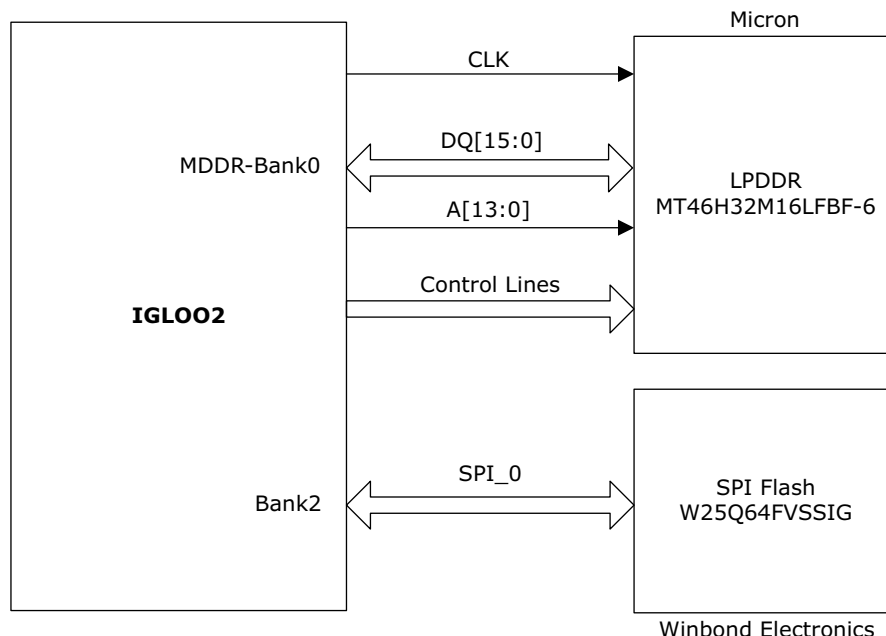 Micron
CLK
DQ[15:0]
MDDR-Bank0
LPDDR
MT46H32M16LFBF-6
A[13:0]
Control Lines
IGLOO2
SPI_0
Bank2
SPI Flash
W25Q64FVSSIG
Winbond Electronics